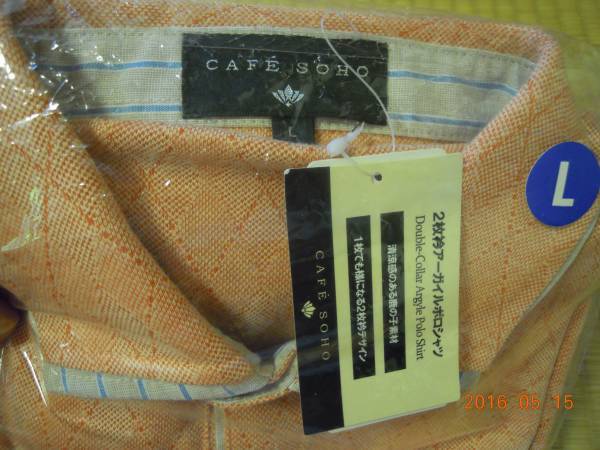 CAFÉ SOHO
L
L
2枚衿アーガイルポロシャツ
Double-Collar Argyle Polo Shirt
清涼感のある鹿の子素材
1枚でも様になる2枚衿デザイン
CAFÉ SOHO
2016 05 15